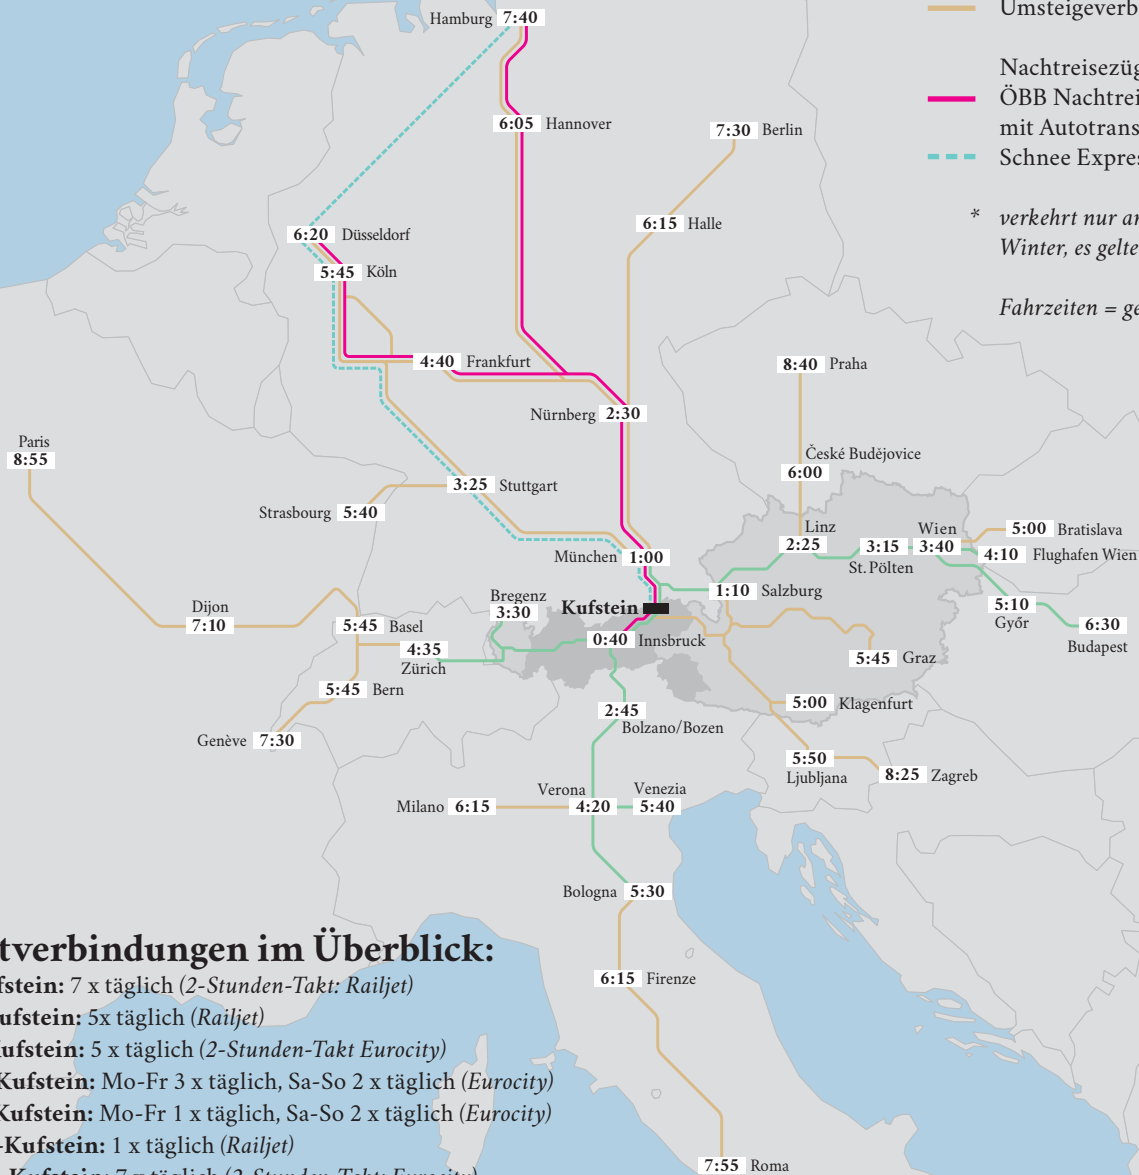 Hamburg 7:40
Umsteigeverb
Nachtreisezüg
ÖBB Nachtrei
mit Autotrans
Schnee Expres
* verkehrt nur an
Winter, es gelte
Fahrzeiten = ge
6:05 Hannover
7:30 Berlin
6:15 Halle
6:20 Düsseldorf
5:45 Köln
4:40 Frankfurt
8:40 Praha
Nürnberg 2:30
Paris
8:55
České Budějovice
6:00
3:25 Stuttgart
Strasbourg 5:40
Linz
2:25
Wien
3:40
3:15
St. Pölten
5:00 Bratislava
4:10 Flughafen Wien
München 1:00
1:10 Salzburg
Bregenz
3:30
Kufstein
5:10
Győr
6:30
Budapest
Dijon
7:10
5:45 Basel
4:35
Zürich
0:40 Innsbruck
5:45 Graz
5:45 Bern
5:00 Klagenfurt
2:45
Bolzano/Bozen
Genève 7:30
5:50
Ljubljana
8:25 Zagreb
Milano 6:15
Verona
4:20
Venezia
5:40
Bologna 5:30
tverbindungen im Überblick:
6:15 Firenze
fstein: 7 x täglich (2-Stunden-Takt: Railjet)
ufstein: 5x täglich (Railjet)
Kufstein: 5 x täglich (2-Stunden-Takt Eurocity)
Kufstein: Mo-Fr 3 x täglich, Sa-So 2 x täglich (Eurocity)
Kufstein: Mo-Fr 1 x täglich, Sa-So 2 x täglich (Eurocity)
-Kufstein: 1 x täglich (Railjet)
Kufstein: 7 x täglich (2-Stunden-Takt: Eurocity)
7:55 Roma